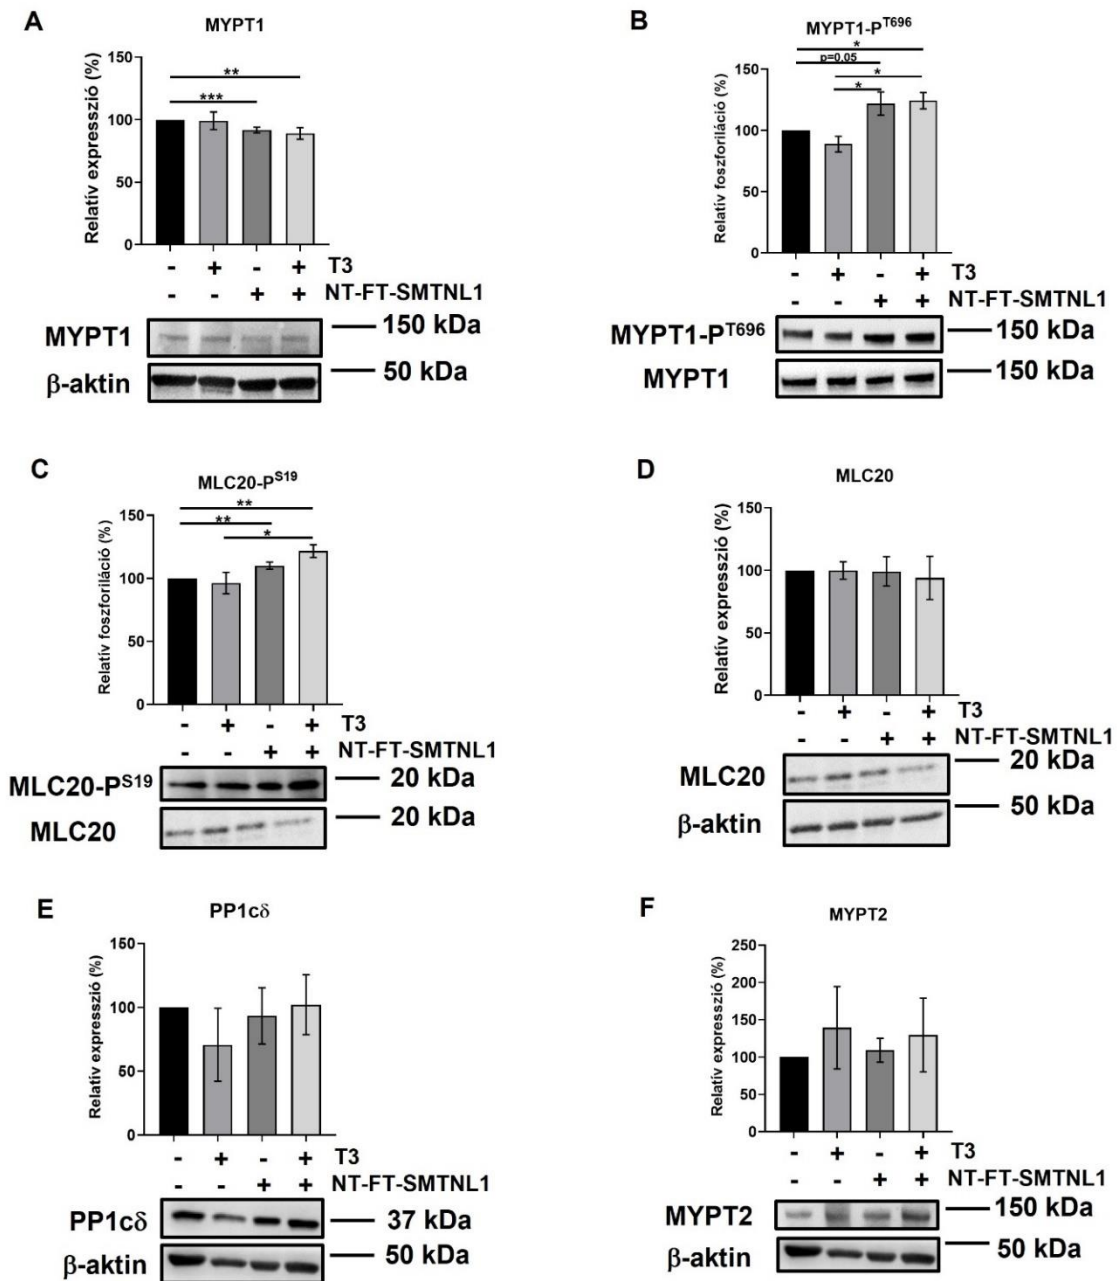 A
MYPT1
Relatív expresszió (%)
150
100
50
0
**
***
- + - + T3
- - + + NT-FT-SMTNL1
MYPT1
150 kDa
β-aktin
50 kDa
B
MYPT1-P^T696
Relatív foszforiláció (%)
150
100
50
0
*
p=0.05
*
*
- + - + T3
- - + + NT-FT-SMTNL1
MYPT1-P^T696
150 kDa
MYPT1
150 kDa
C
MLC20-P^S19
Relatív foszforiláció (%)
150
100
50
0
**
**
*
- + - + T3
- - + + NT-FT-SMTNL1
MLC20-P^S19
20 kDa
MLC20
20 kDa
D
MLC20
Relatív expresszió (%)
150
100
50
0
- + - + T3
- - + + NT-FT-SMTNL1
MLC20
20 kDa
β-aktin
50 kDa
E
PP1cδ
Relatív expresszió (%)
150
100
50
0
- + - + T3
- - + + NT-FT-SMTNL1
PP1cδ
37 kDa
β-aktin
50 kDa
F
MYPT2
Relatív expresszió (%)
250
200
150
100
50
0
- + - + T3
- - + + NT-FT-SMTNL1
MYPT2
150 kDa
β-aktin
50 kDa